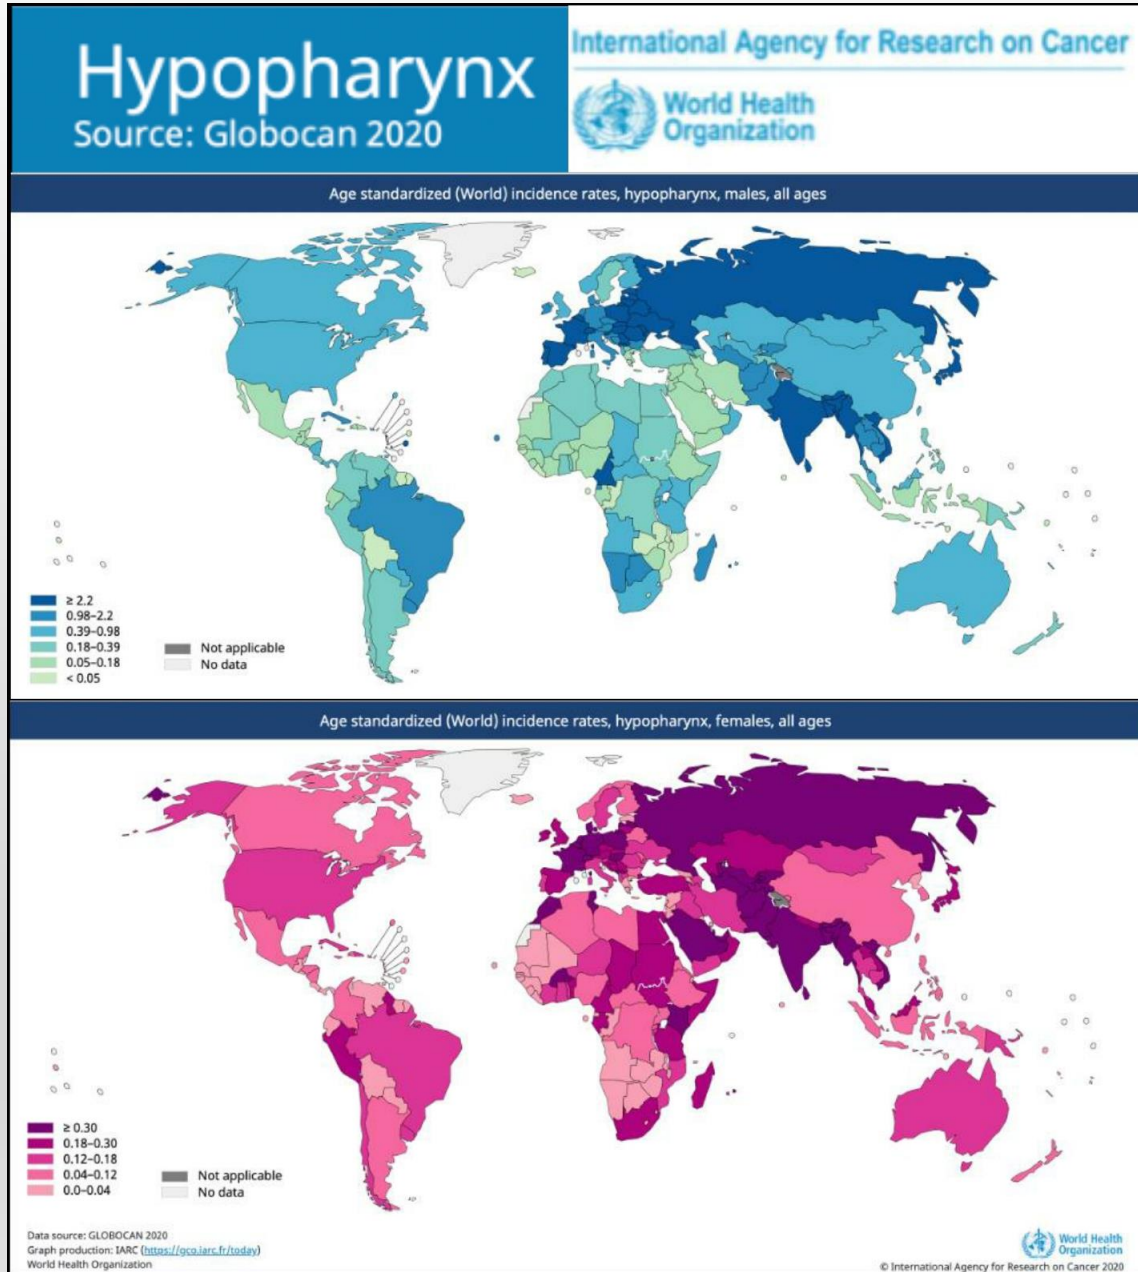 Hypopharynx
Source: Globocan 2020
International Agency for Research on Cancer
World Health
Organization
Age standardized (World) incidence rates, hypopharynx, males, all ages
≥ 2.2
0.98–2.2
0.39–0.98
0.18–0.39
0.05–0.18
< 0.05
Not applicable
No data
Age standardized (World) incidence rates, hypopharynx, females, all ages
≥ 0.30
0.18–0.30
0.12–0.18
0.04–0.12
0.0–0.04
Not applicable
No data
Data source: GLOBOCAN 2020
Graph production: IARC (https://gco.iarc.fr/today)
World Health Organization
World Health
Organization
© International Agency for Research on Cancer 2020